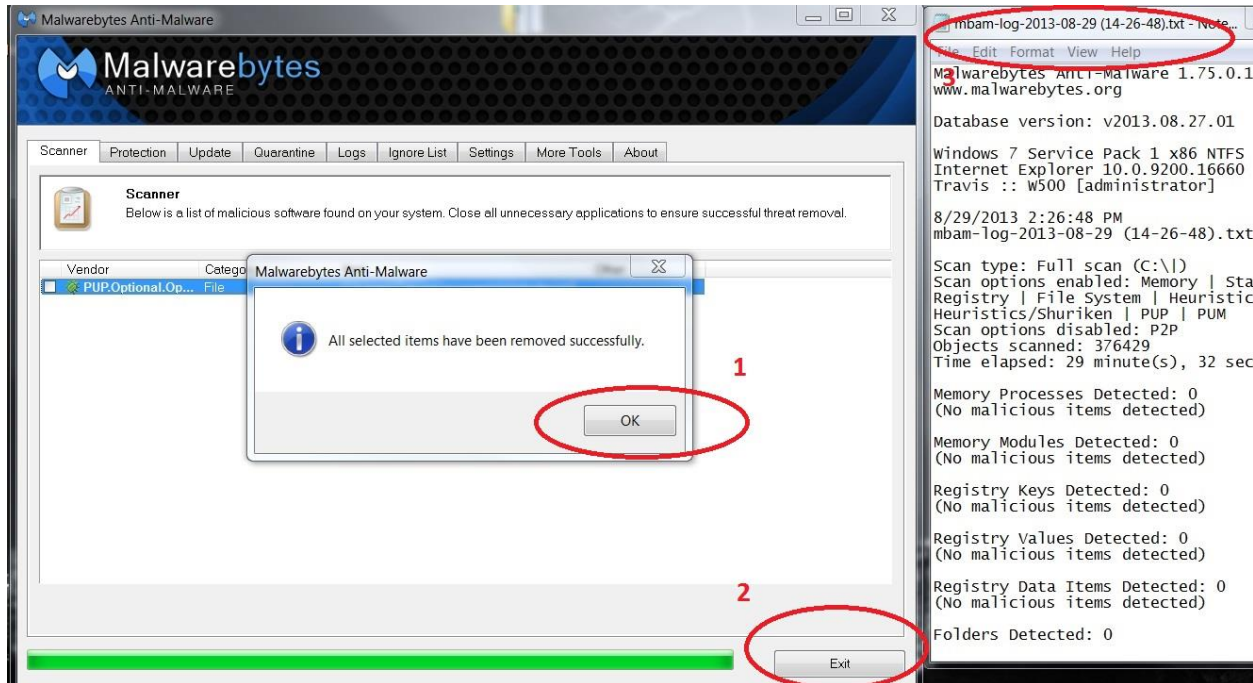 Malwarebytes Anti-Malware
Malwarebytes
ANTI-MALWARE
Scanner Protection Update Quarantine Logs Ignore List Settings More Tools About
Scanner
Below is a list of malicious software found on your system. Close all unnecessary applications to ensure successful threat removal.
Vendor Catego Other
PUP.Optional.Op... File
Malwarebytes Anti-Malware
All selected items have been removed successfully.
1
OK
2
Exit
mbam-log-2013-08-29 (14-26-48).txt - Note...
File Edit Format View Help
3
Malwarebytes Anti-Malware 1.75.0.1
www.malwarebytes.org
Database version: v2013.08.27.01
Windows 7 Service Pack 1 x86 NTFS
Internet Explorer 10.0.9200.16660
Travis :: W500 [administrator]
8/29/2013 2:26:48 PM
mbam-log-2013-08-29 (14-26-48).txt
Scan type: Full scan (C:\|)
Scan options enabled: Memory | Sta
Registry | File System | Heuristic
Heuristics/Shuriken | PUP | PUM
Scan options disabled: P2P
Objects scanned: 376429
Time elapsed: 29 minute(s), 32 sec
Memory Processes Detected: 0
(No malicious items detected)
Memory Modules Detected: 0
(No malicious items detected)
Registry Keys Detected: 0
(No malicious items detected)
Registry Values Detected: 0
(No malicious items detected)
Registry Data Items Detected: 0
(No malicious items detected)
Folders Detected: 0